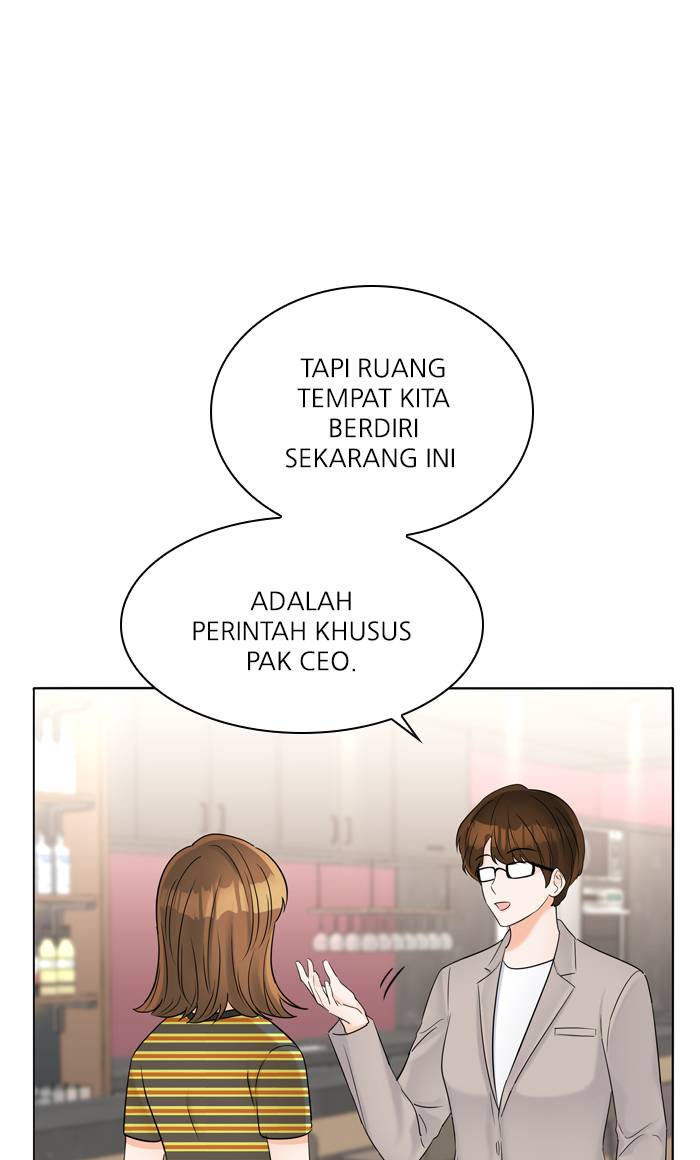 TAPI RUANG
TEMPAT KITA
BERDIRI
SEKARANG INI
ADALAH
PERINTAH KHUSUS
PAK CEO.